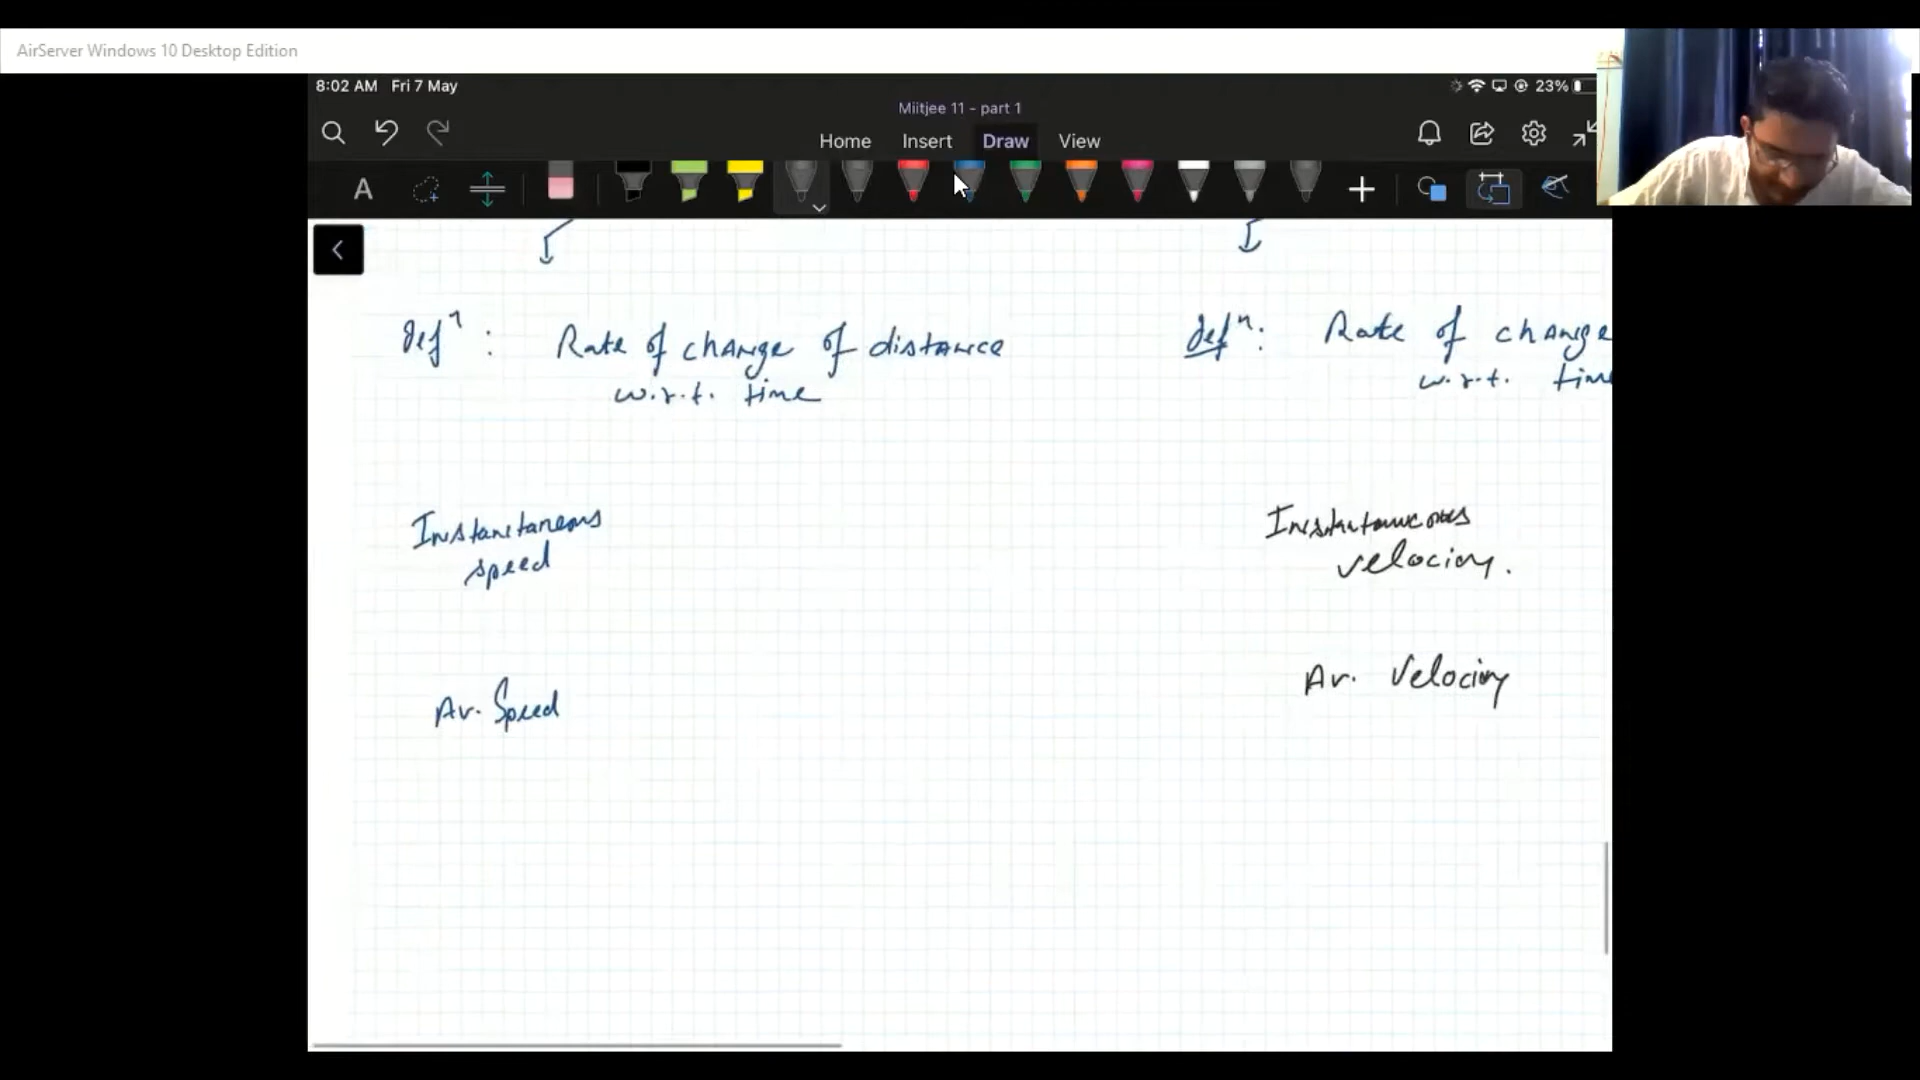 AirServer Windows 10 Desktop Edition
8:02 AM Fri 7 May
23%
Miitjee 11 - part 1
Home Insert Draw View
A
defⁿ : Rate of change of distance
w.r.t. time
defⁿ: Rate of change
w.r.t. time
Instantaneous
speed
Instantaneous
velocity.
Av. Speed
Av. Velocity